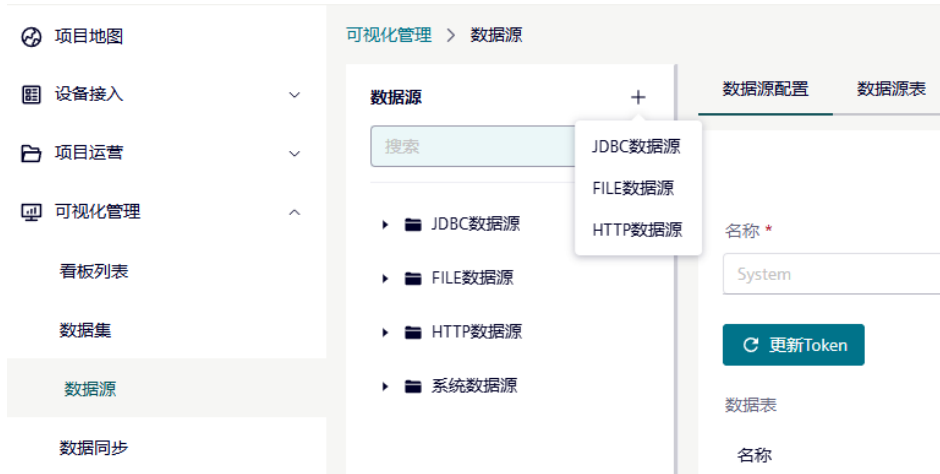 项目地图
设备接入
项目运营
可视化管理
看板列表
数据集
数据源
数据同步
可视化管理 > 数据源
数据源 +
搜索
JDBC数据源
FILE数据源
HTTP数据源
JDBC数据源
FILE数据源
HTTP数据源
系统数据源
数据源配置 数据源表
名称 *
System
更新Token
数据表
名称